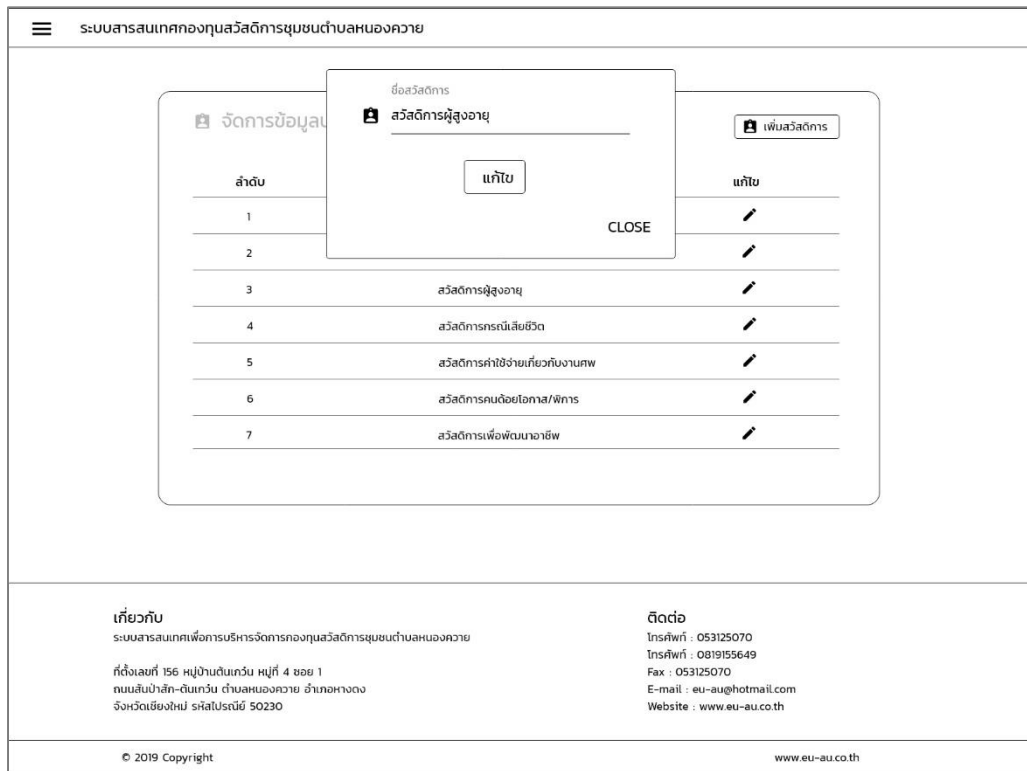 ระบบสารสนเทศกองทุนสวัสดิการชุมชนตำบลหนองควาย
ชื่อสวัสดิการ
สวัสดิการผู้สูงอายุ
แก้ไข
CLOSE
จัดการข้อมูล
เพิ่มสวัสดิการ
ลำดับ แก้ไข
1
2
3 สวัสดิการผู้สูงอายุ
4 สวัสดิการกรณีเสียชีวิต
5 สวัสดิการค่าใช้จ่ายเกี่ยวกับงานศพ
6 สวัสดิการคนด้อยโอกาส/พิการ
7 สวัสดิการเพื่อพัฒนาอาชีพ
เกี่ยวกับ
ระบบสารสนเทศเพื่อการบริหารจัดการกองทุนสวัสดิการชุมชนตำบลหนองควาย
ที่ตั้งเลขที่ 156 หมู่บ้านต้นเกว๋น หมู่ที่ 4 ซอย 1
ถนนสันป่าสัก-ต้นเกว๋น ตำบลหนองควาย อำเภอหางดง
จังหวัดเชียงใหม่ รหัสไปรณีย์ 50230
ติดต่อ
โทรศัพท์ : 053125070
โทรศัพท์ : 0819155649
Fax : 053125070
E-mail : eu-au@hotmail.com
Website : www.eu-au.co.th
© 2019 Copyright
www.eu-au.co.th